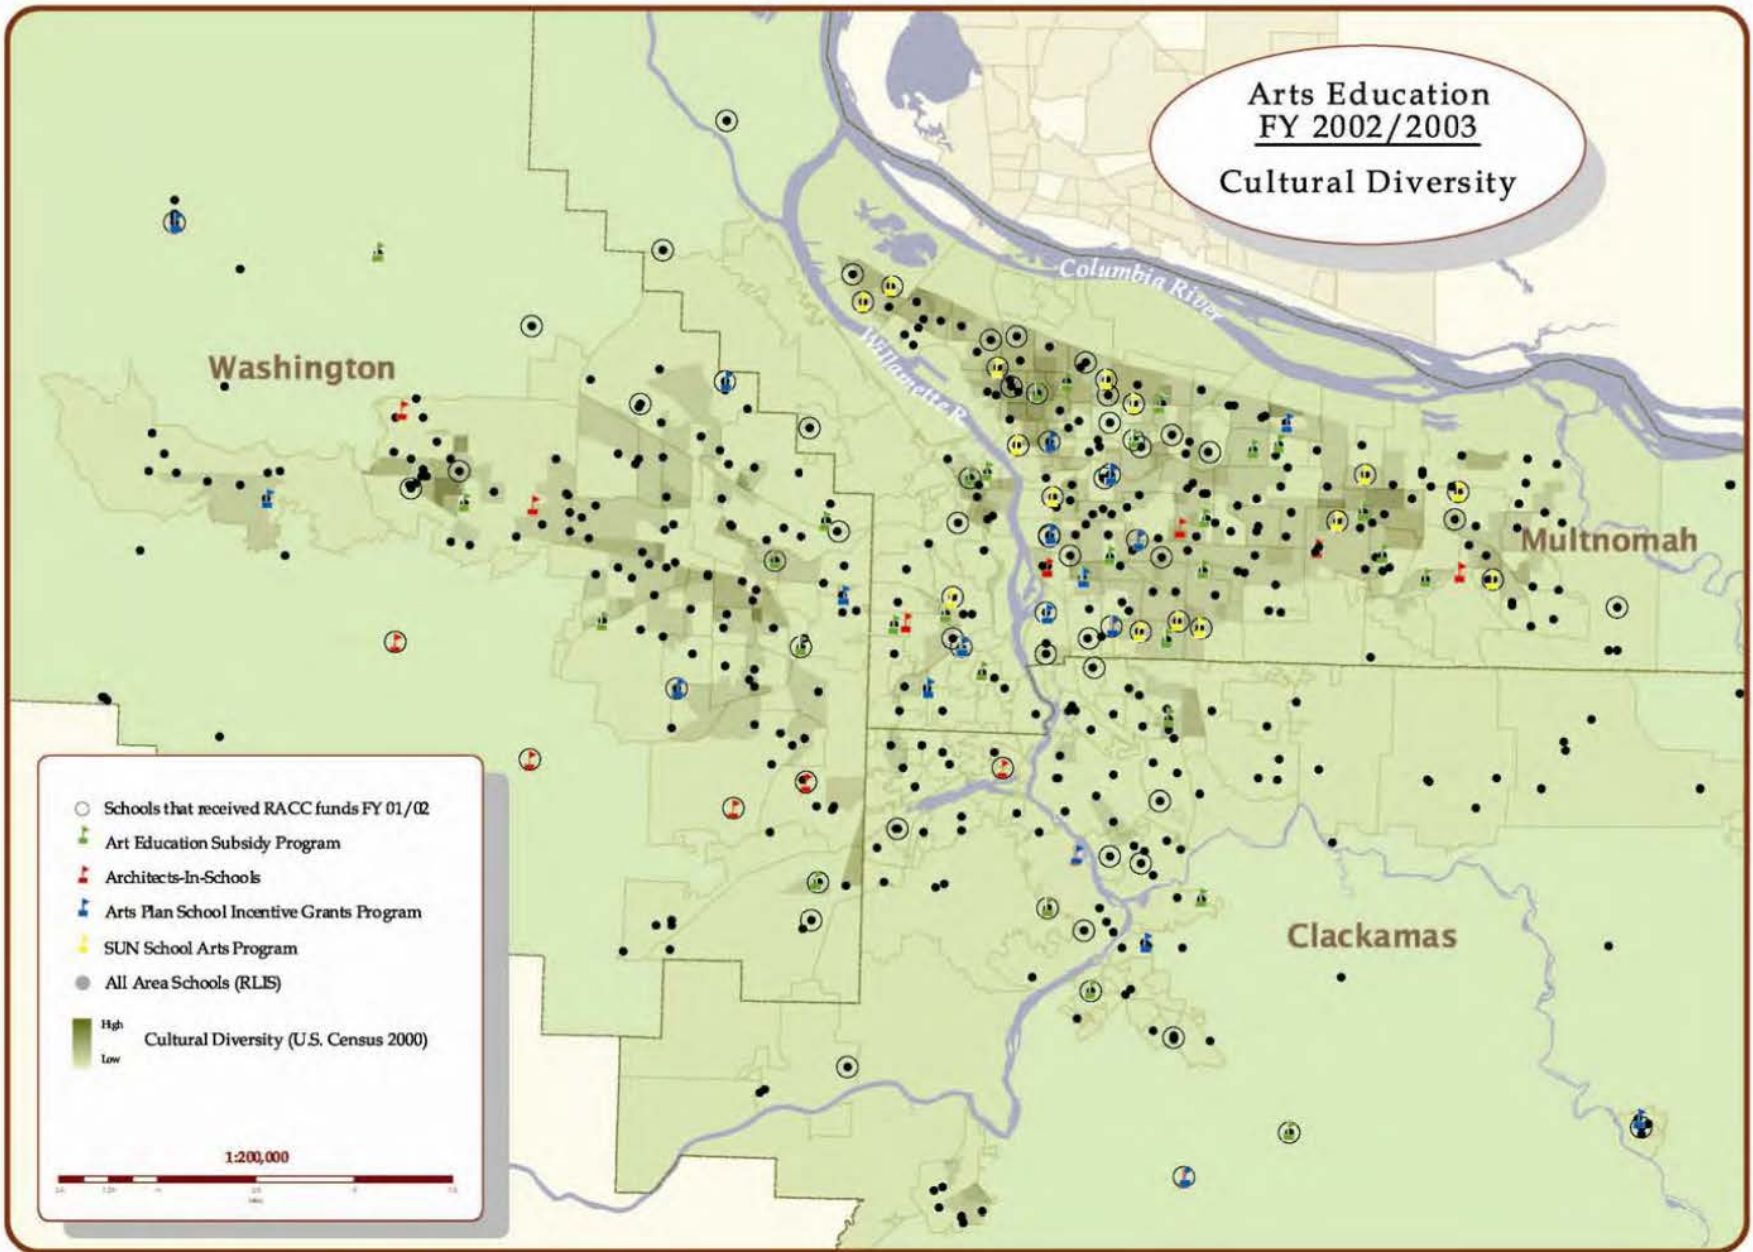 Arts Education
FY 2002/2003
Cultural Diversity
Columbia River
Willamette R.
Washington
Multnomah
Clackamas
Schools that received RACC funds FY 01/02
Art Education Subsidy Program
Architects-In-Schools
Arts Plan School Incentive Grants Program
SUN School Arts Program
All Area Schools (RLIS)
High
Cultural Diversity (U.S. Census 2000)
Low
1:200,000